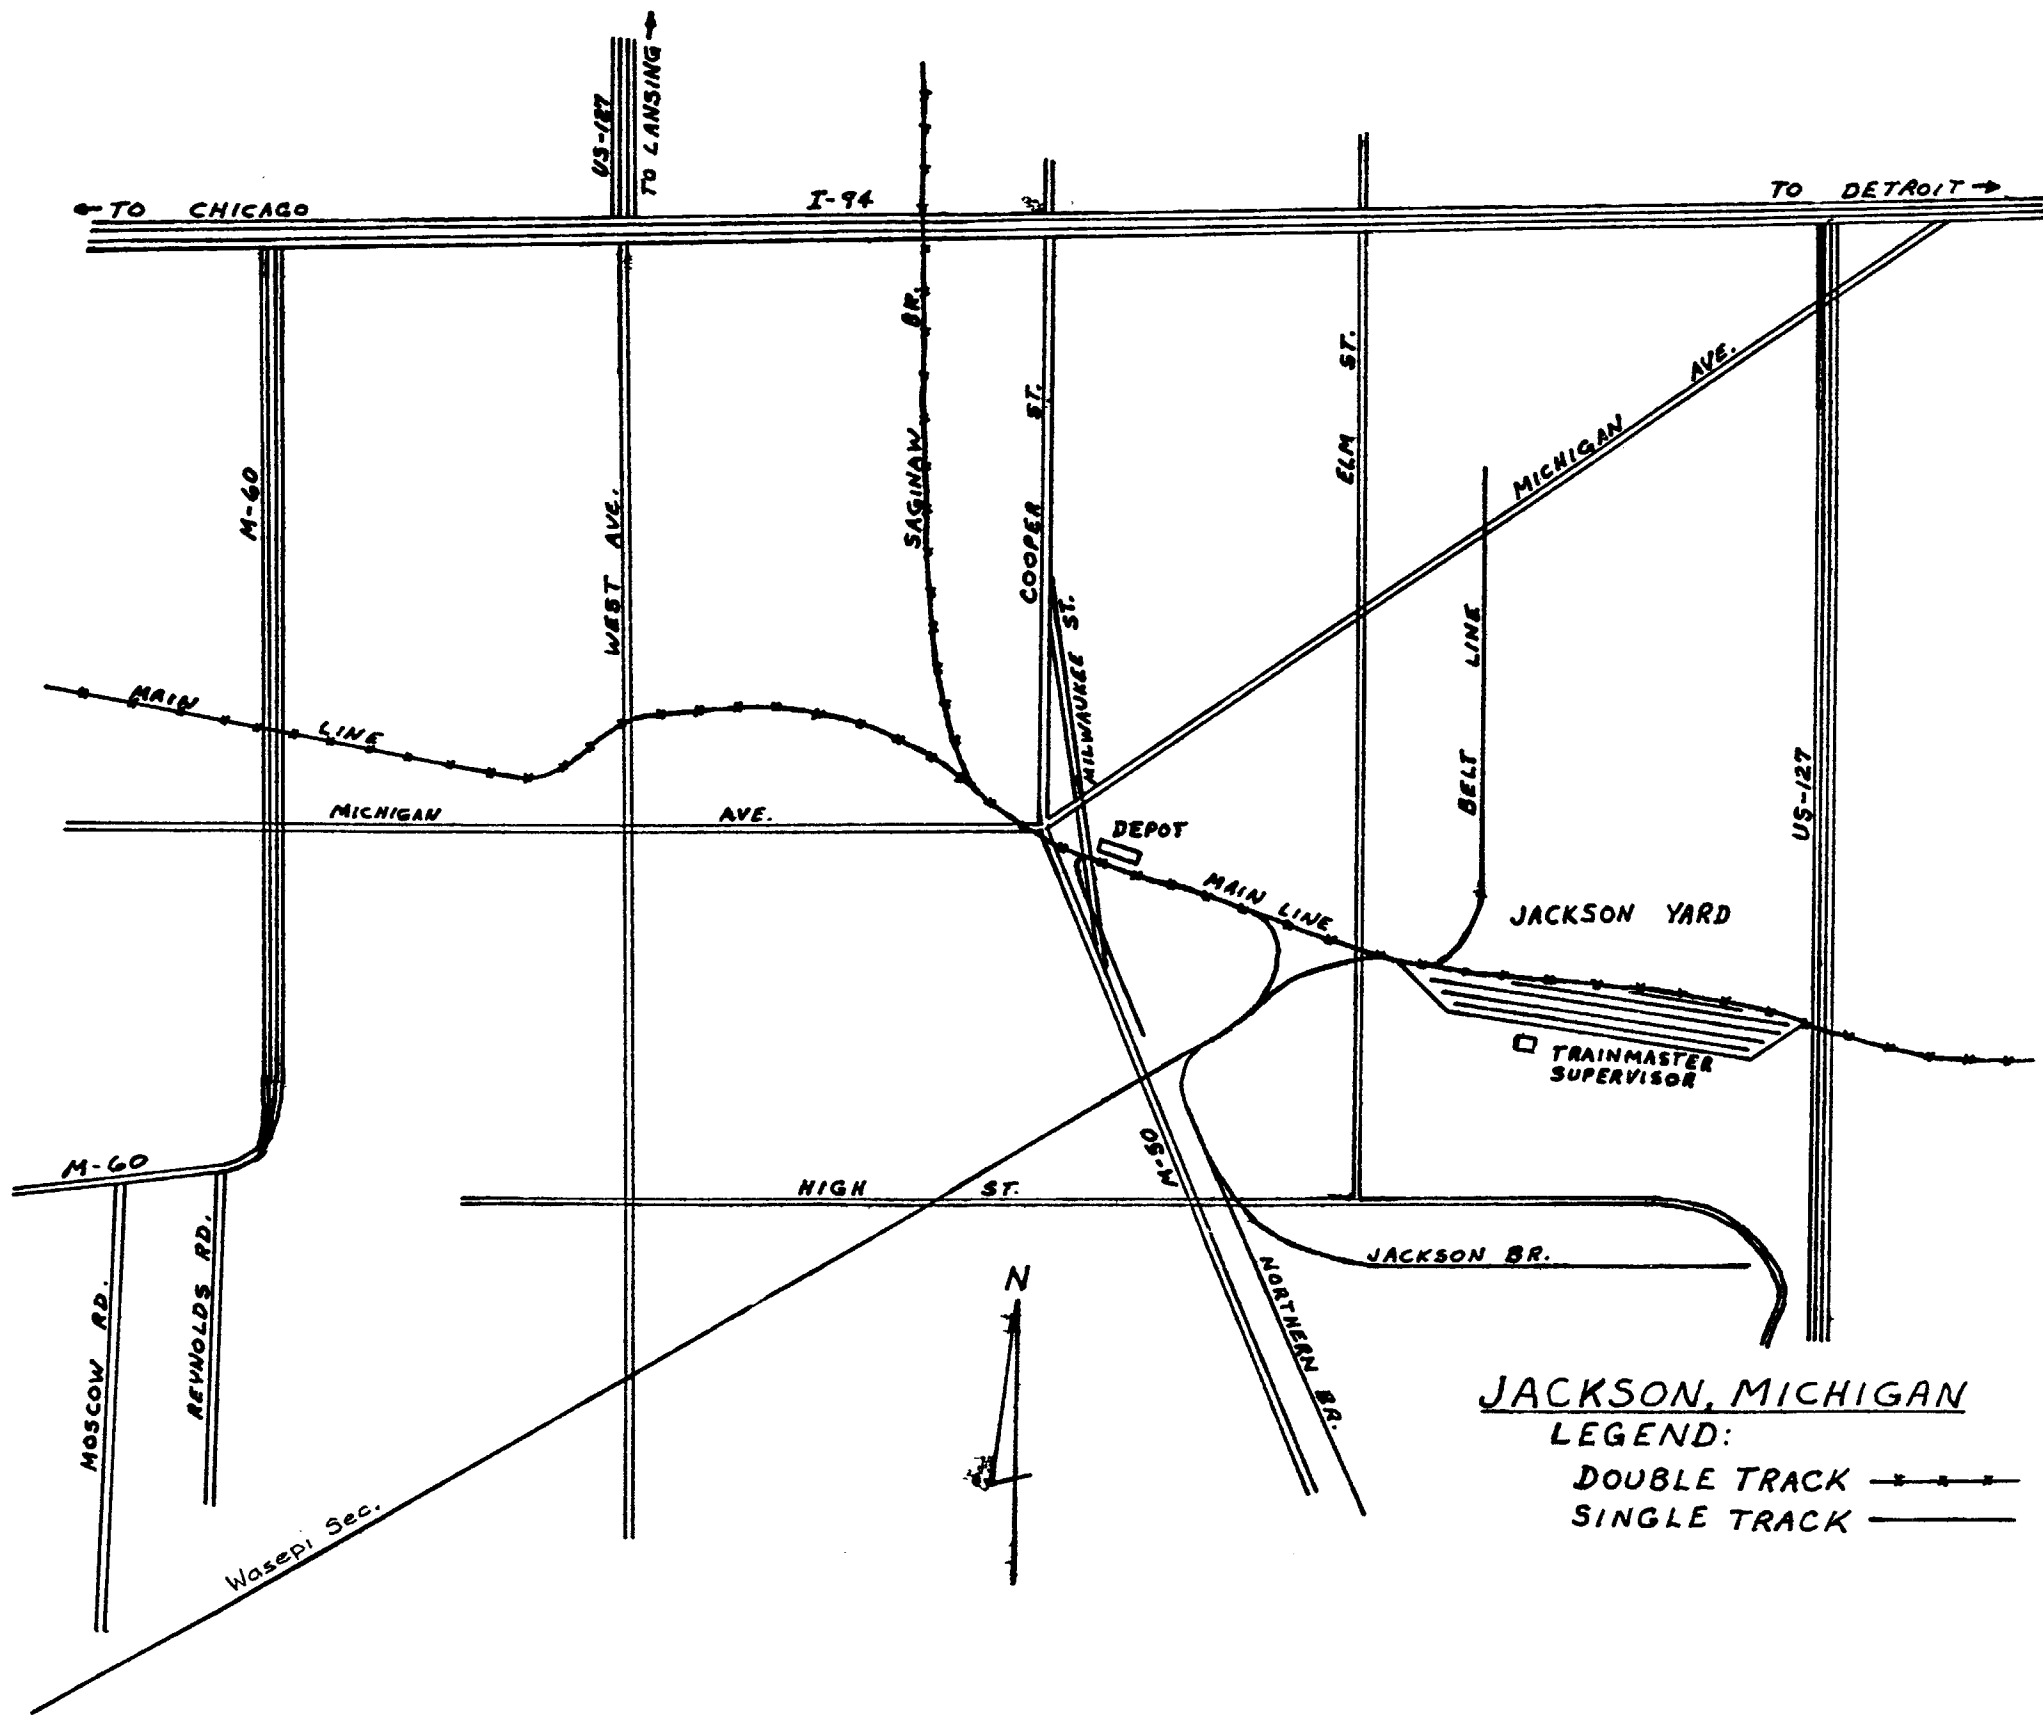 TO LANSING
US-127
TO CHICAGO
I-94
TO DETROIT
SAGINAW BR.
COOPER ST.
ELM ST.
MICHIGAN AVE.
M-60
WEST AVE.
MILWAUKEE ST.
BELT LINE
MAIN LINE
US-127
MICHIGAN AVE.
DEPOT
MAIN LINE
JACKSON YARD
TRAINMASTER
SUPERVISOR
M-60
M-50
HIGH ST.
JACKSON BR.
MOSCOW RD.
REYNOLDS RD.
NORTHERN BR.
N
Wasepi Sec.
JACKSON, MICHIGAN
LEGEND:
DOUBLE TRACK
SINGLE TRACK